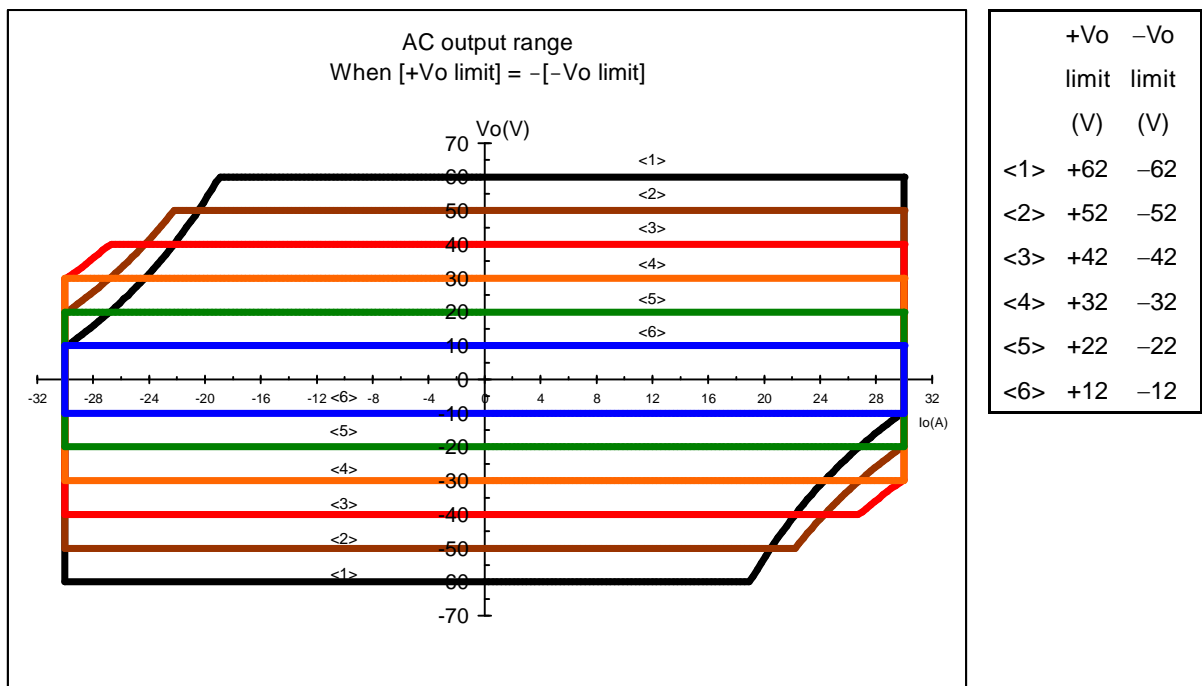 AC output range
When [+Vo limit] = −[−Vo limit]
Vo(V)
70
60
50
40
30
20
10
0
-10
-20
-30
-40
-50
-60
-70
<1>
<2>
<3>
<4>
<5>
<6>
-32 -28 -24 -20 -16 -12 -8 -4 0 4 8 12 16 20 24 28 32
Io(A)
<6>
<5>
<4>
<3>
<2>
<1>
+Vo −Vo
limit limit
(V) (V)
<1> +62 −62
<2> +52 −52
<3> +42 −42
<4> +32 −32
<5> +22 −22
<6> +12 −12